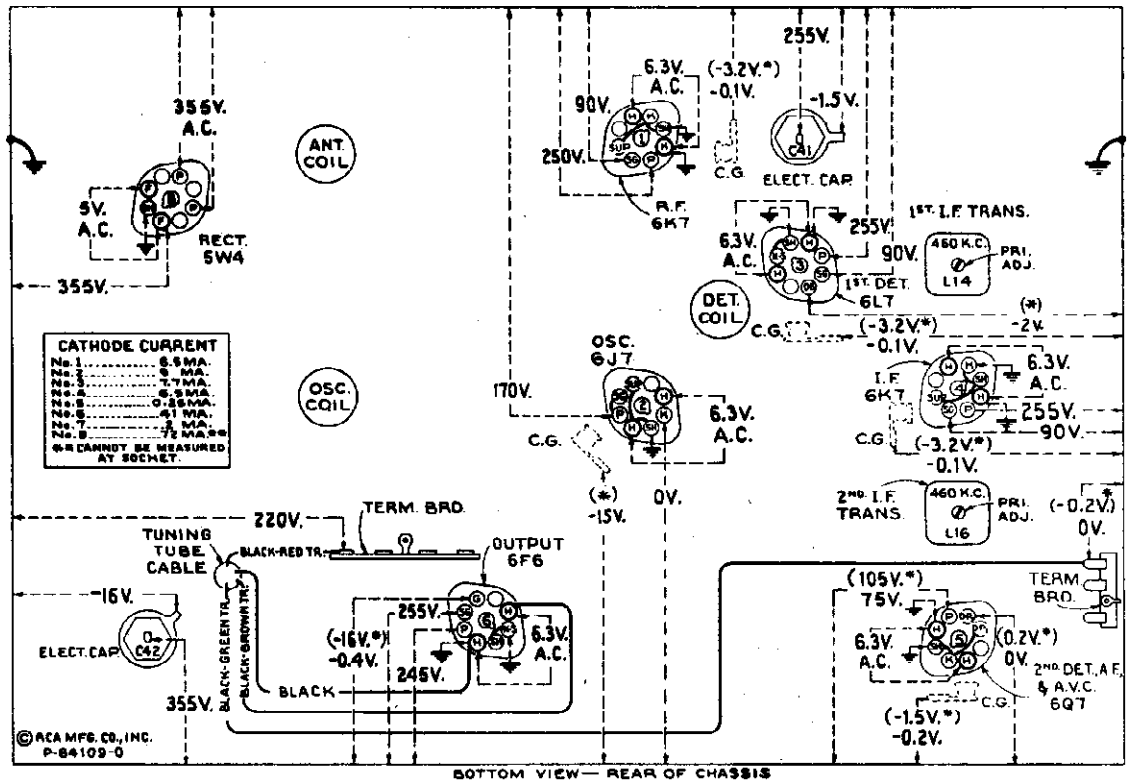 355V.
A.C.
5V.
A.C.
RECT.
5W4
355V.
ANT.
COIL
90V.
250V.
6.3V.
A.C.
SUP
SG
P
R.F.
6K7
(-3.2V.*)
-0.1V.
C.G.
255V.
-1.5V.
C41
ELECT. CAP.
6.3V.
A.C.
255V.
90V.
1ST. DET.
6L7
1ST. I.F. TRANS.
460 K.C.
L14
PRI.
ADJ.
DET.
COIL
C.G.
(-3.2V.*)
-0.1V.
(*)
-2V.
CATHODE CURRENT
No. 1 6.5 MA.
No. 2 9 MA.
No. 3 7.7 MA.
No. 4 6.5 MA.
No. 5 0.26 MA.
No. 6 41 MA.
No. 7 2 MA.
No. 8 72 MA.**
** CANNOT BE MEASURED
AT SOCKET.
OSC.
COIL
170V.
OSC.
6J7
6.3V.
A.C.
C.G.
(*)
-15V.
0V.
I.F.
6K7
6.3V.
A.C.
255V.
90V.
C.G.
(-3.2V.*)
-0.1V.
2ND. I.F.
TRANS.
460 K.C.
L16
PRI.
ADJ.
(-0.2V.*)
0V.
220V.
TERM. BRD.
TUNING
TUBE
CABLE
BLACK-RED TR.
BLACK-GREEN TR.
BLACK-BROWN TR.
BLACK
OUTPUT
6F6
255V.
(-16V.*)
-0.4V.
245V.
6.3V.
A.C.
-16V.
ELECT. CAP.
C42
355V.
(105V.*)
75V.
6.3V.
A.C.
(0.2V.*)
0V.
TERM.
BRD.
2ND. DET., A.F.,
& A.V.C.
6Q7
C.G.
(-1.5V.*)
-0.2V.
© RCA MFG. CO., INC.
P-64109-0
BOTTOM VIEW — REAR OF CHASSIS